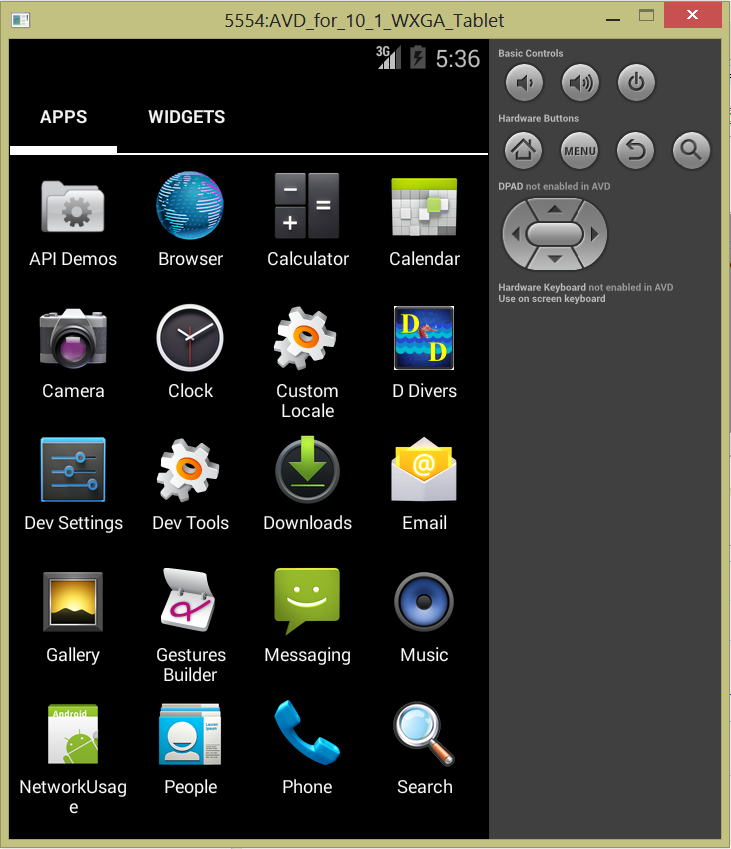 5554:AVD_for_10_1_WXGA_Tablet
3G 5:36
APPS WIDGETS
API Demos Browser Calculator Calendar
D
D
Camera Clock Custom Locale D Divers
@
Dev Settings Dev Tools Downloads Email
Gallery Gestures Builder Messaging Music
Android
NetworkUsage People Phone Search
Basic Controls
Hardware Buttons
MENU
DPAD not enabled in AVD
Hardware Keyboard not enabled in AVD
Use on screen keyboard